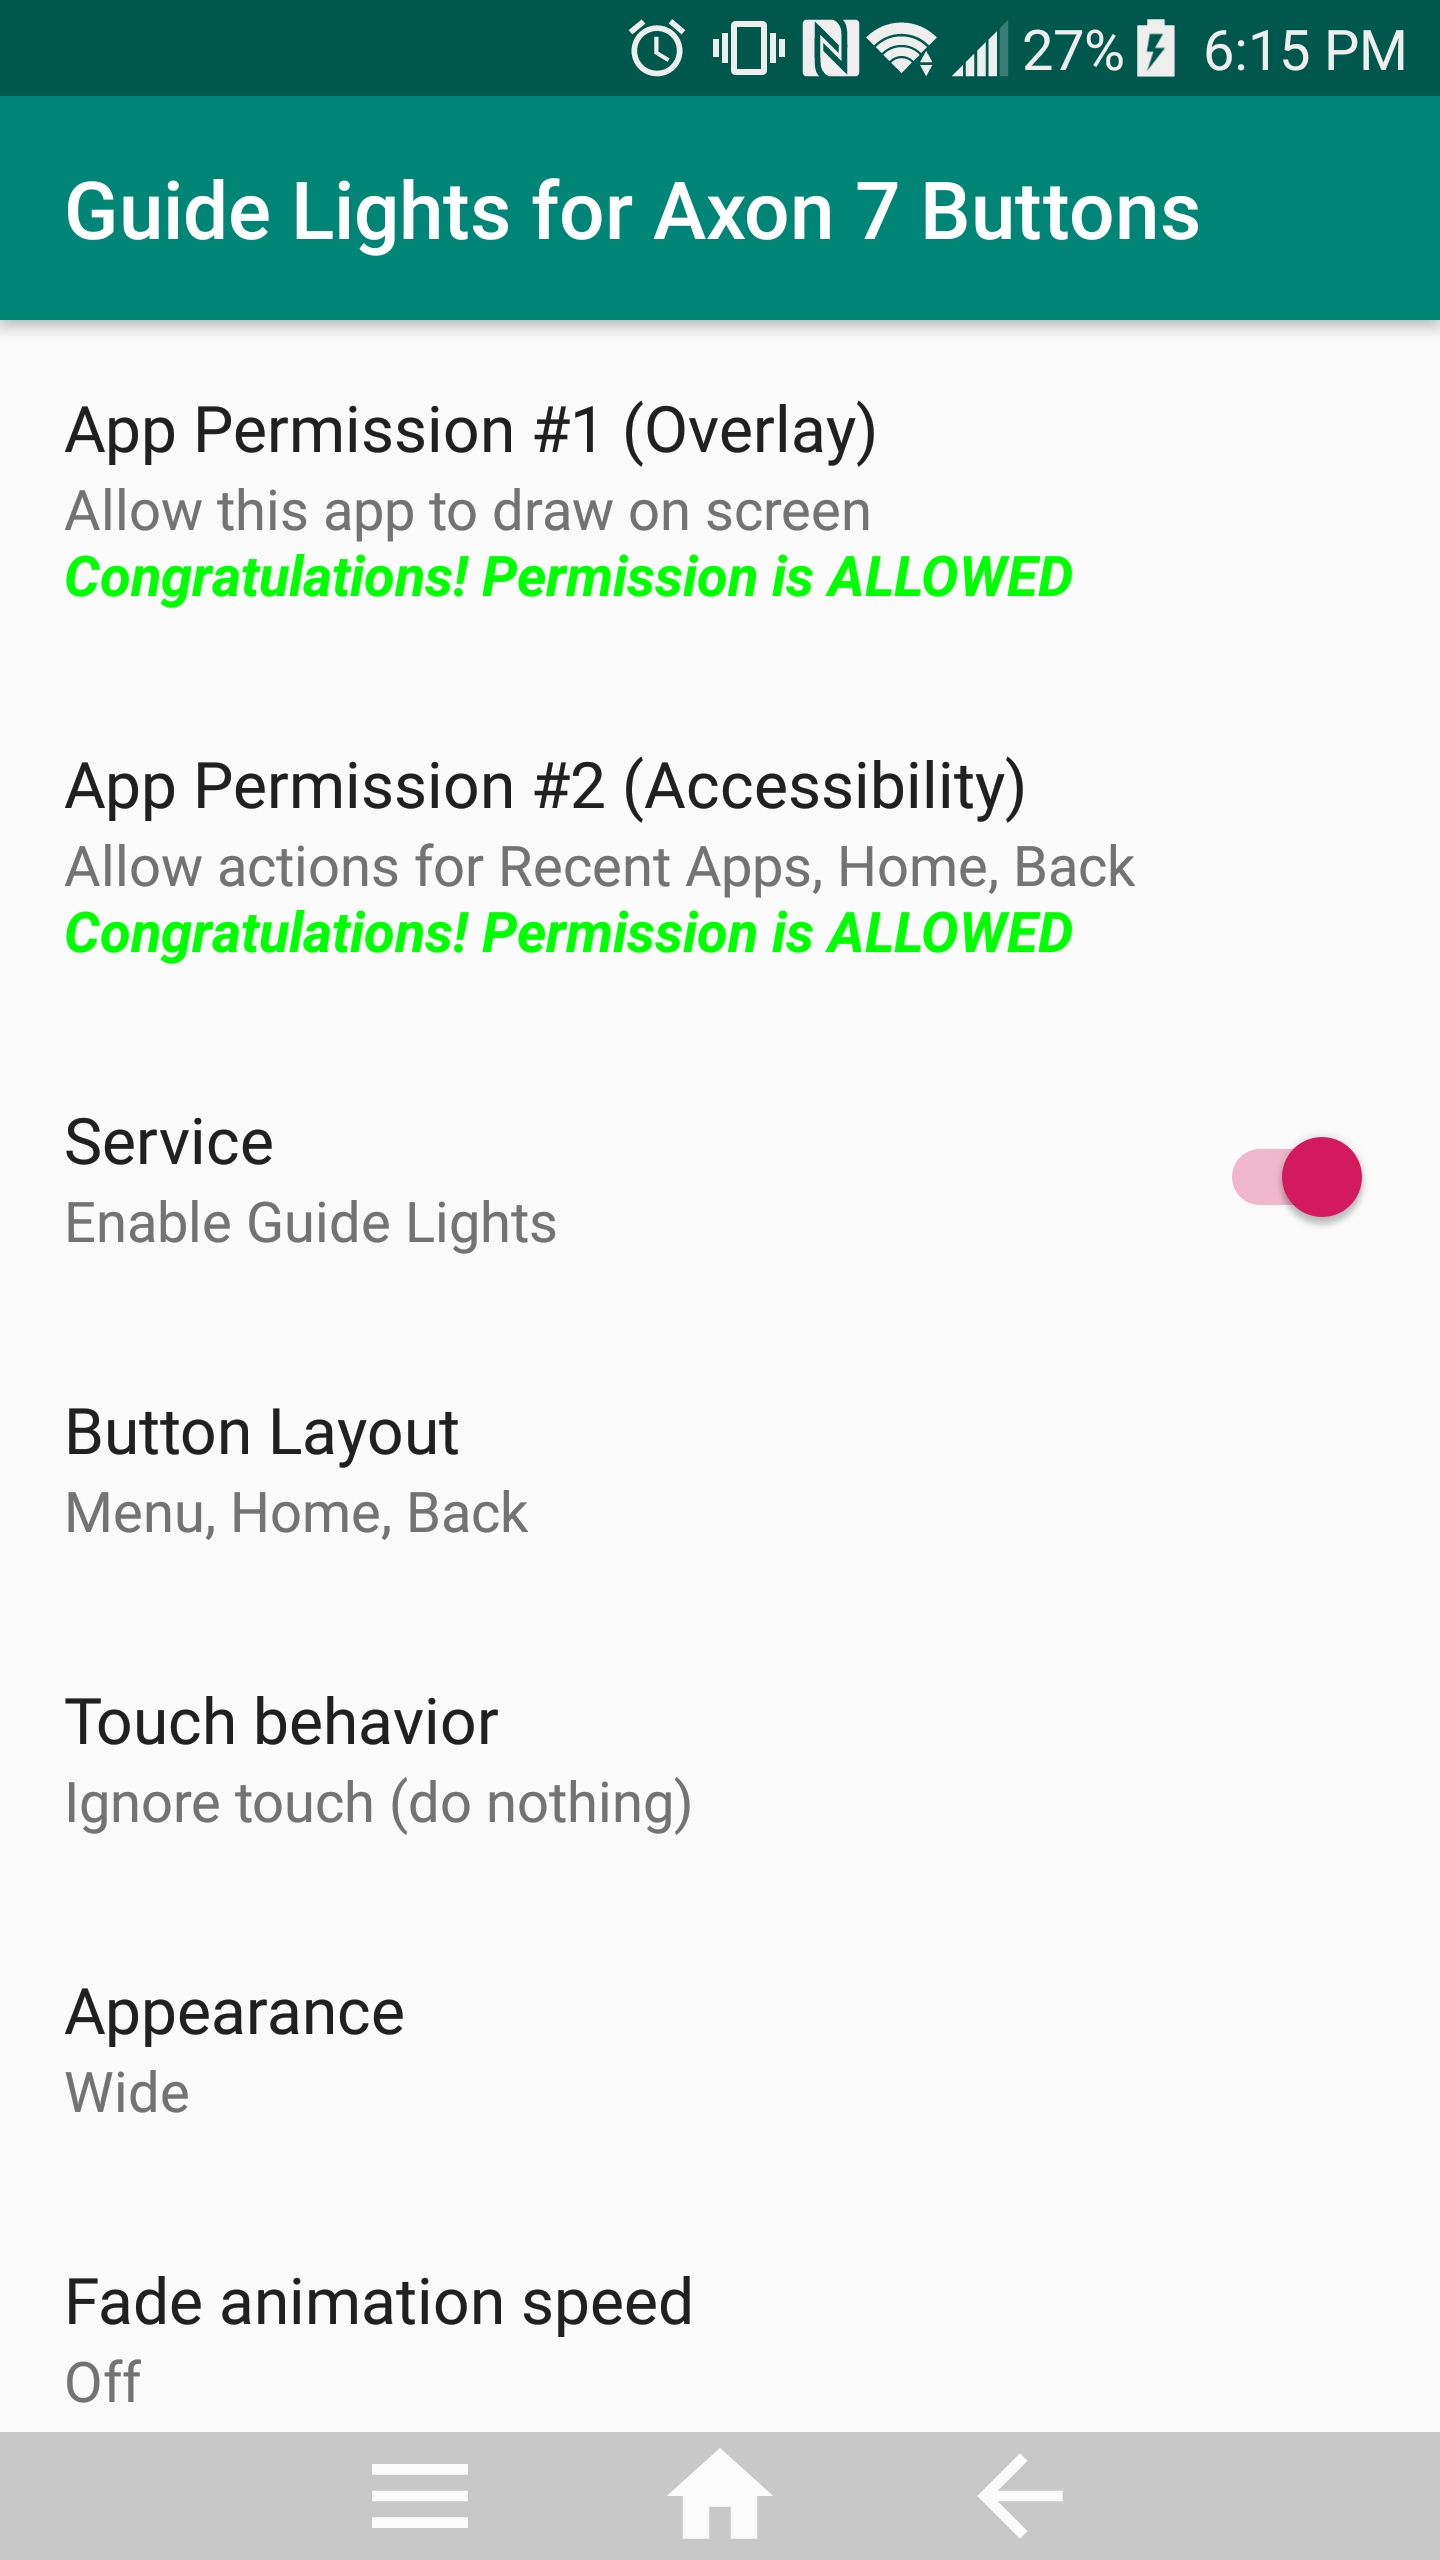 27% 6:15 PM
Guide Lights for Axon 7 Buttons
App Permission #1 (Overlay)
Allow this app to draw on screen
Congratulations! Permission is ALLOWED
App Permission #2 (Accessibility)
Allow actions for Recent Apps, Home, Back
Congratulations! Permission is ALLOWED
Service
Enable Guide Lights
Button Layout
Menu, Home, Back
Touch behavior
Ignore touch (do nothing)
Appearance
Wide
Fade animation speed
Off